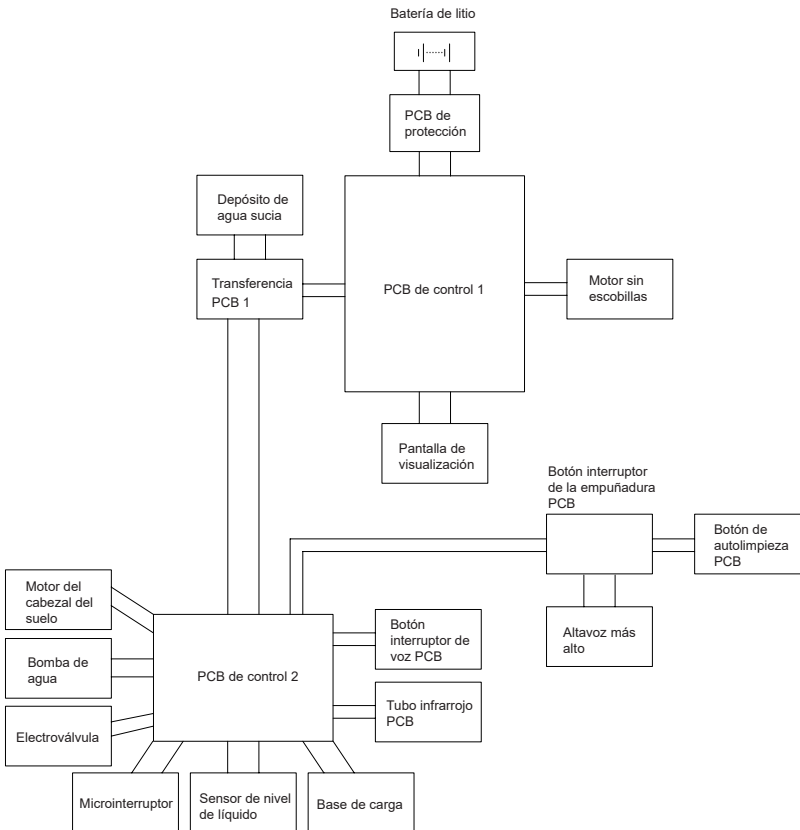 Batería de litio
PCB de
protección
Depósito de
agua sucia
Transferencia
PCB 1
PCB de control 1
Motor sin
escobillas
Pantalla de
visualización
Botón interruptor
de la empuñadura
PCB
Botón de
autolimpieza
PCB
Altavoz más
alto
Motor del
cabezal del
suelo
Bomba de
agua
Electroválvula
PCB de control 2
Botón
interruptor de
voz PCB
Tubo infrarrojo
PCB
Microinterruptor
Sensor de nivel
de líquido
Base de carga